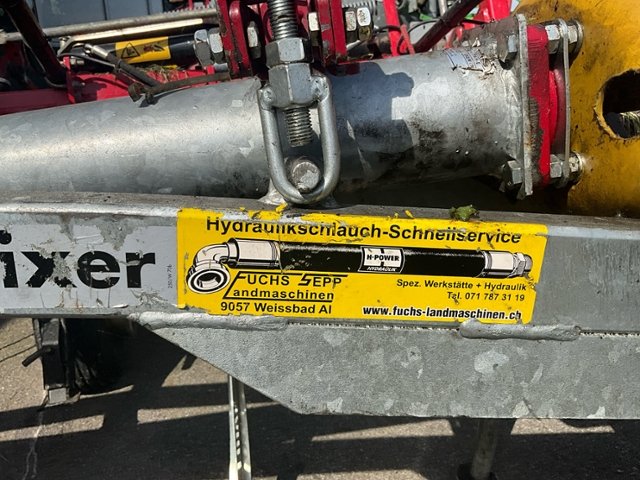 ixer
Hydraulikschlauch-Schnellservice
H-POWER
HYDRAULIK
FUCHS SEPP
Landmaschinen
9057 Weissbad AI
Spez. Werkstätte + Hydraulik
Tel. 071 787 31 19
www.fuchs-landmaschinen.ch